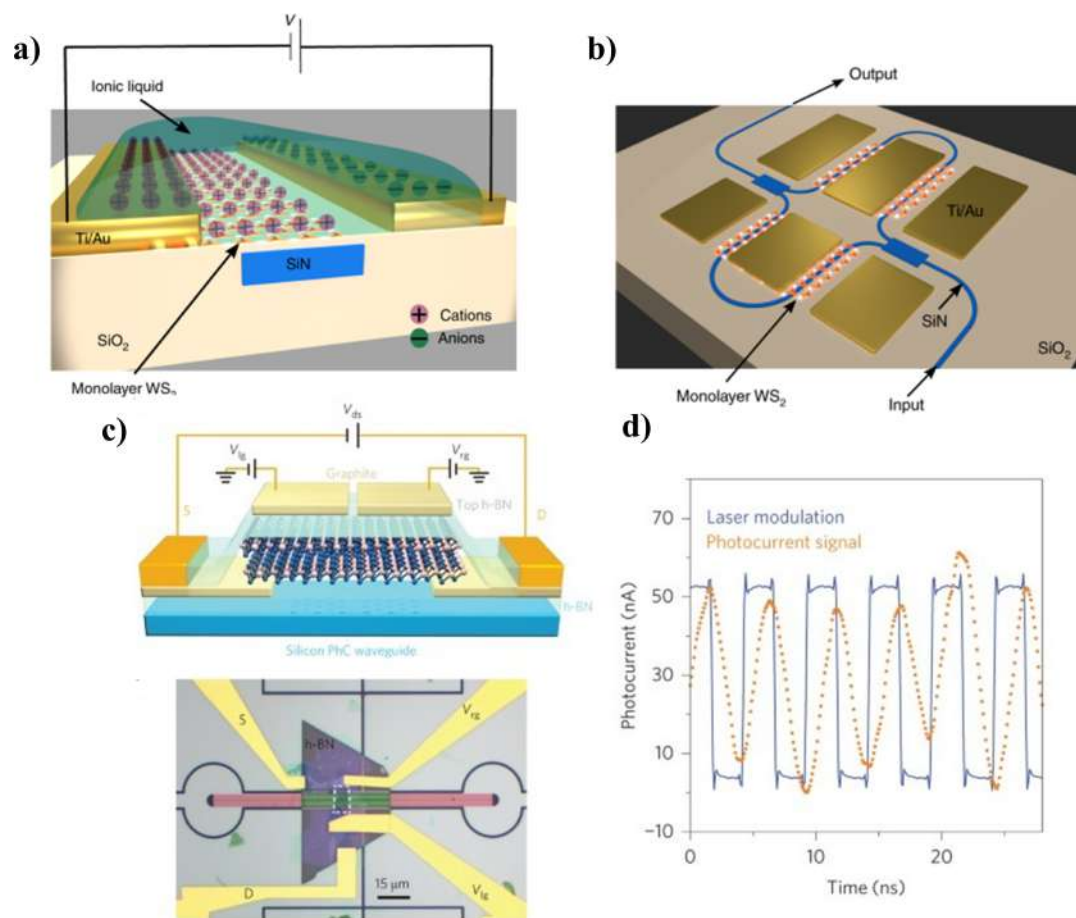 a)
V
Ionic liquid
Ti/Au
SiN
+ Cations
− Anions
SiO2
Monolayer WS2
b)
Output
Ti/Au
SiN
SiO2
Monolayer WS2
Input
c)
Vds
Vlg
Vrg
Graphite
Top h-BN
S
D
h-BN
Silicon PhC waveguide
S
Vrg
h-BN
D
15 μm
Vlg
d)
70
Laser modulation
Photocurrent signal
50
30
10
−10
Photocurrent (nA)
0
10
20
Time (ns)